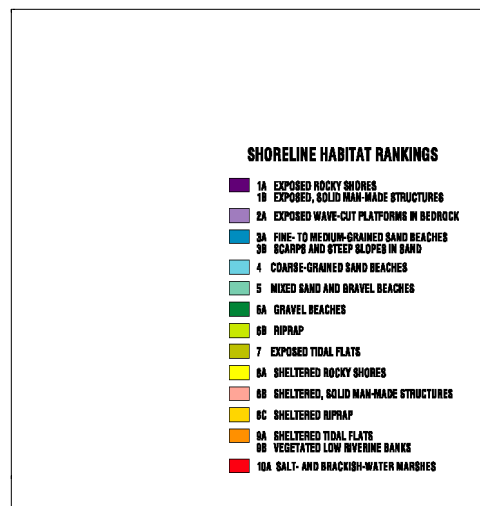 SHORELINE HABITAT RANKINGS
1A EXPOSED ROCKY SHORES
1B EXPOSED, SOLID MAN-MADE STRUCTURES
2A EXPOSED WAVE-CUT PLATFORMS IN BEDROCK
3A FINE- TO MEDIUM-GRAINED SAND BEACHES
3B SCARPS AND STEEP SLOPES IN SAND
4 COARSE-GRAINED SAND BEACHES
5 MIXED SAND AND GRAVEL BEACHES
6A GRAVEL BEACHES
6B RIPRAP
7 EXPOSED TIDAL FLATS
8A SHELTERED ROCKY SHORES
8B SHELTERED, SOLID MAN-MADE STRUCTURES
8C SHELTERED RIPRAP
9A SHELTERED TIDAL FLATS
9B VEGETATED LOW RIVERINE BANKS
10A SALT- AND BRACKISH-WATER MARSHES